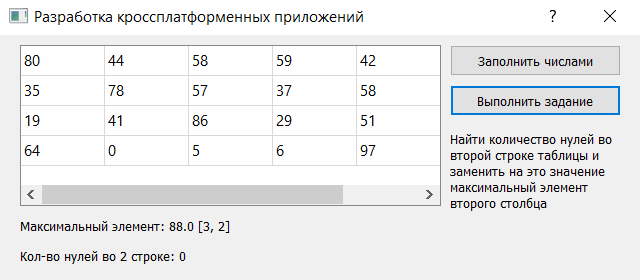 Разработка кроссплатформенных приложений
80 44 58 59 42
35 78 57 37 58
19 41 86 29 51
64 0 5 6 97
Заполнить числами
Выполнить задание
Найти количество нулей во
второй строке таблицы и
заменить на это значение
максимальный элемент
второго столбца
Максимальный элемент: 88.0 [3, 2]
Кол-во нулей во 2 строке: 0